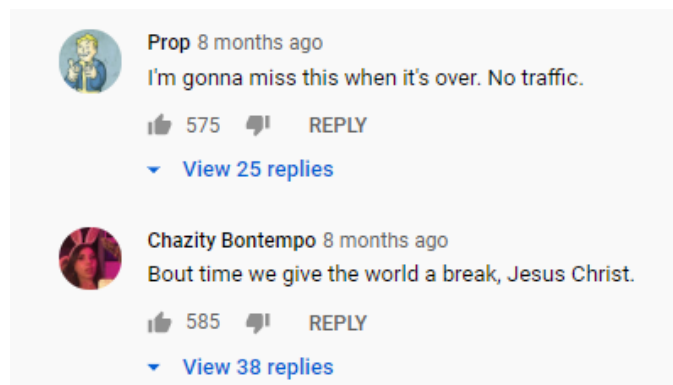 Prop 8 months ago
I'm gonna miss this when it's over. No traffic.
575 REPLY
View 25 replies
Chazity Bontempo 8 months ago
Bout time we give the world a break, Jesus Christ.
585 REPLY
View 38 replies